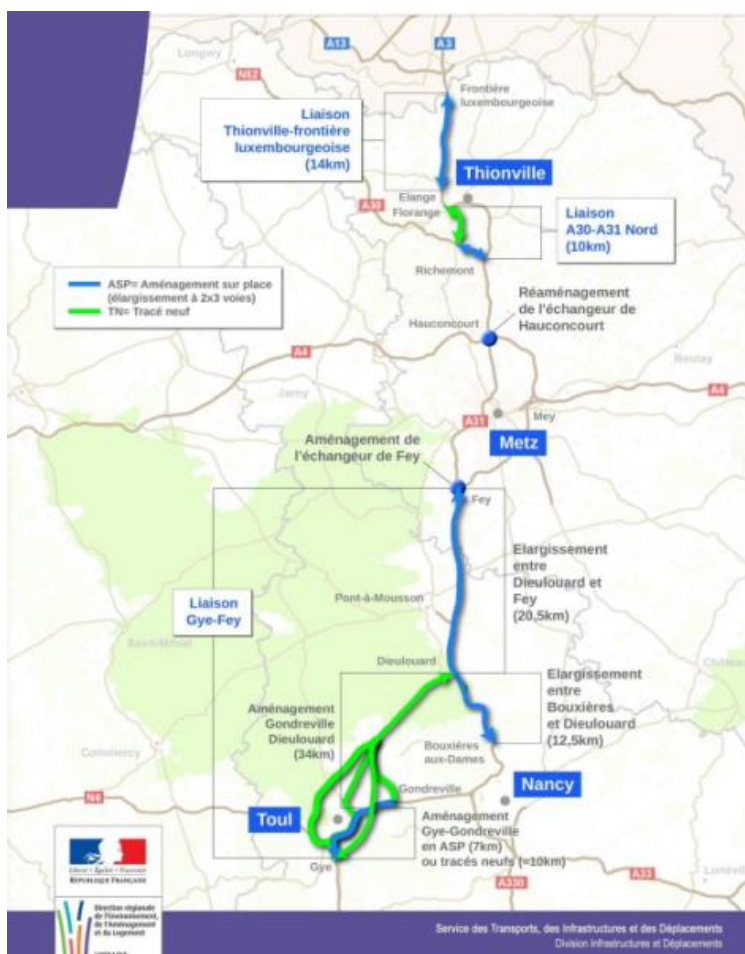 A13
A3
Longwy
N52
Frontière
luxembourgeoise
Liaison
Thionville-frontière
luxembourgeoise
(14km)
Thionville
Elange
Florange
A30
Liaison
A30-A31 Nord
(10km)
Richemont
ASP= Aménagement sur place
(élargissement à 2x3 voies)
TN= Tracé neuf
Réaménagement
de l'échangeur de
Hauconcourt
Hauconcourt
A4
Boulay
Jarny
A4
A31
Mey
Metz
Aménagement de
l'échangeur de Fey
Fey
Elargissement
entre
Dieulouard et
Fey
(20,5km)
Liaison
Gye-Fey
Pont-à-Mousson
Saint-Mihiel
Dieulouard
Château
Aménagement
Gondreville
Dieulouard
(34km)
Elargissement
entre
Bouxières
et Dieulouard
(12,5km)
Commercy
Bouxières
aux-Dames
Gondreville
Nancy
N4
Toul
Aménagement
Gye-Gondreville
en ASP (7km)
ou tracés neufs (≈10km)
Gye
A33
Lunévil
A330
Liberté • Égalité • Fraternité
RÉPUBLIQUE FRANÇAISE
Direction régionale
de l'Environnement,
de l'Aménagement
et du Logement
Service des Transports, des Infrastructures et des Déplacements
Division Infrastructures et Déplacements